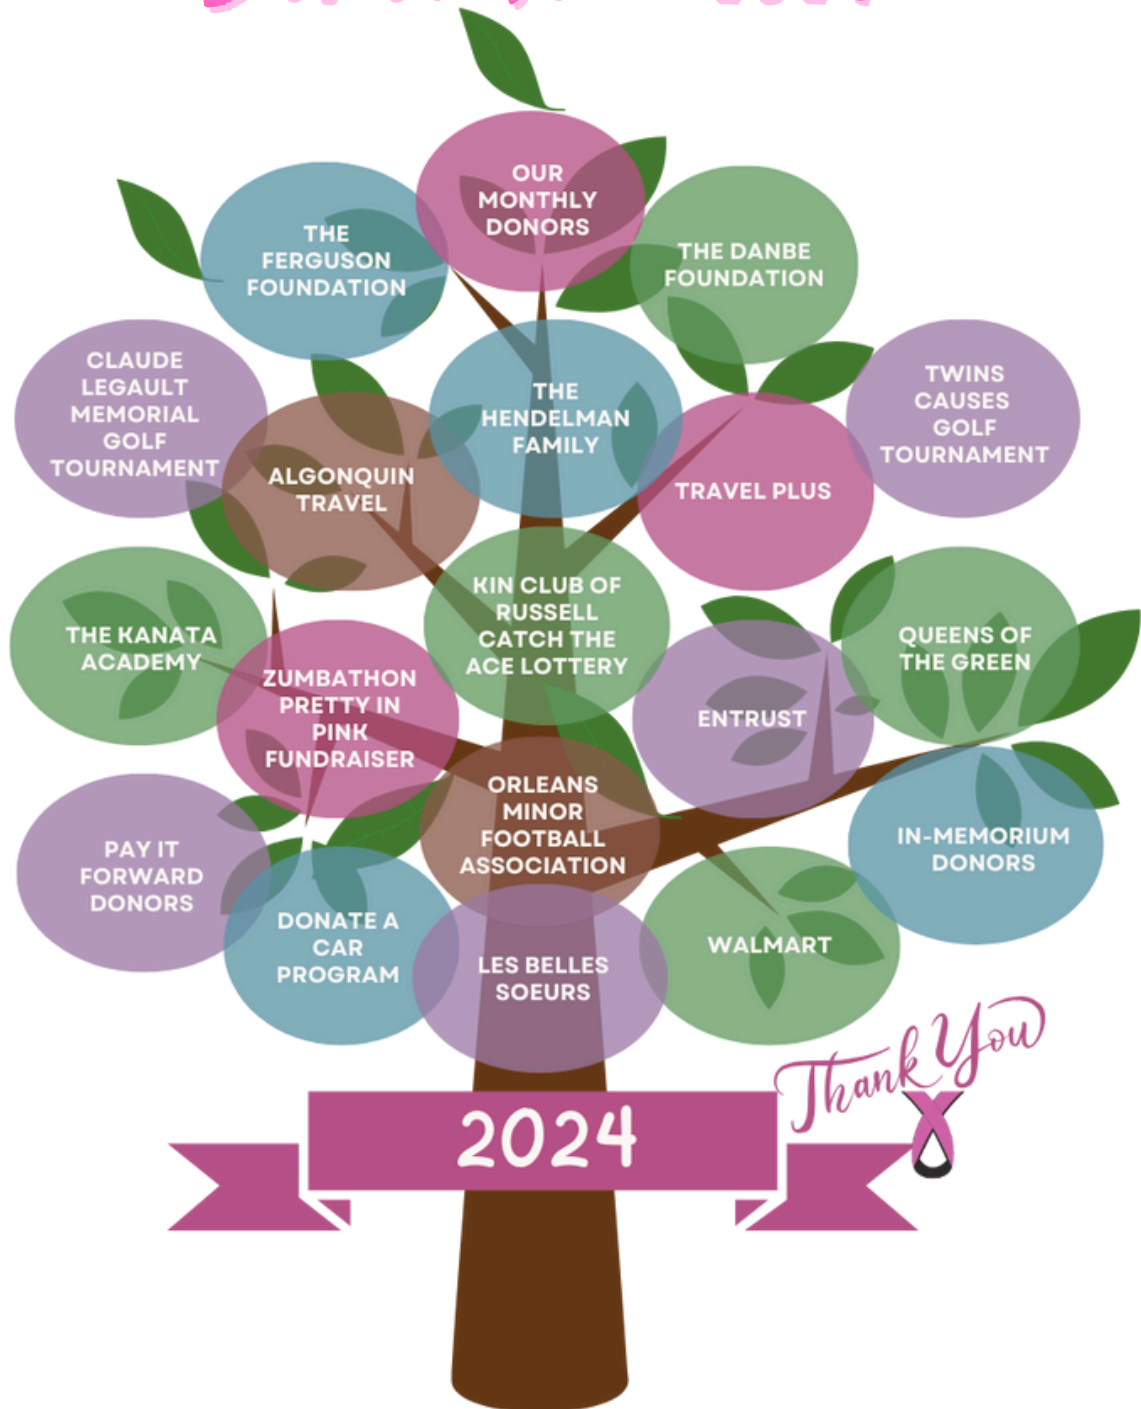 OUR
MONTHLY
DONORS
THE
FERGUSON
FOUNDATION
THE DANBE
FOUNDATION
CLAUDE
LEGAULT
MEMORIAL
GOLF
TOURNAMENT
ALGONQUIN
TRAVEL
THE
HENDELMAN
FAMILY
TRAVEL PLUS
TWINS
CAUSES
GOLF
TOURNAMENT
THE KANATA
ACADEMY
ZUMBATHON
PRETTY IN
PINK
FUNDRAISER
KIN CLUB OF
RUSSELL
CATCH THE
ACE LOTTERY
ENTRUST
QUEENS OF
THE GREEN
PAY IT
FORWARD
DONORS
DONATE A
CAR
PROGRAM
ORLEANS
MINOR
FOOTBALL
ASSOCIATION
LES BELLES
SOEURS
WALMART
IN-MEMORIUM
DONORS
Thank You
2024